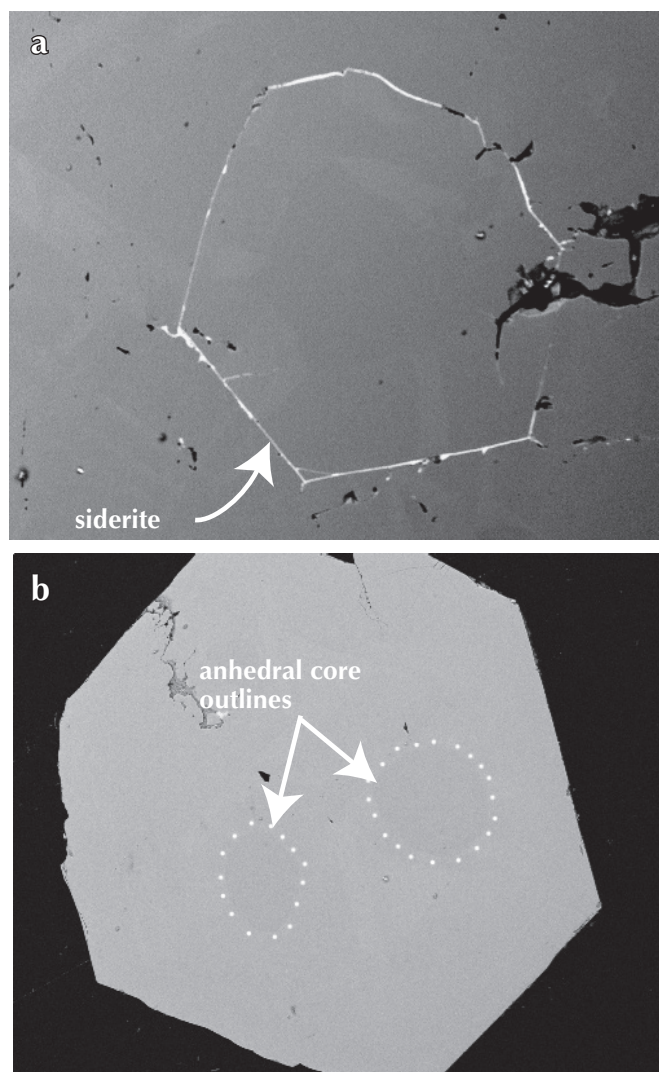 a
siderite
b
anhedral core
outlines